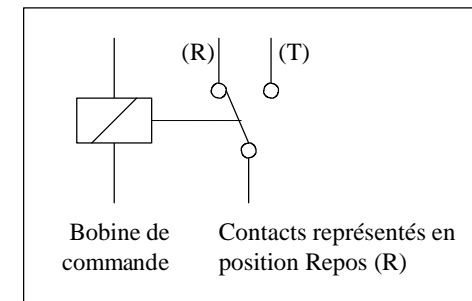 (R) (T)
Bobine de Contacts représentés en
commande position Repos (R)